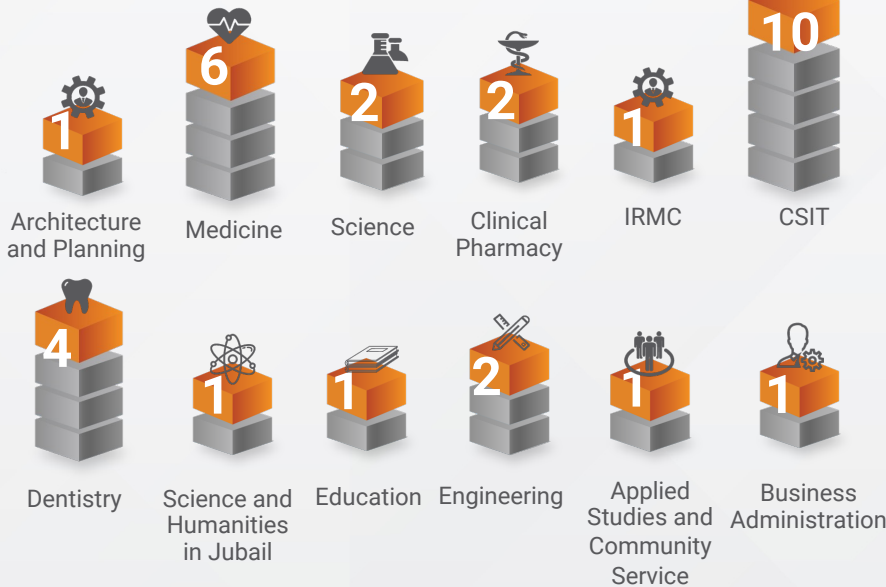 1
6
2
2
1
10
Architecture
and Planning
Medicine
Science
Clinical
Pharmacy
IRMC
CSIT
4
1
1
2
1
1
Dentistry
Science and
Humanities
in Jubail
Education
Engineering
Applied
Studies and
Community
Service
Business
Administration